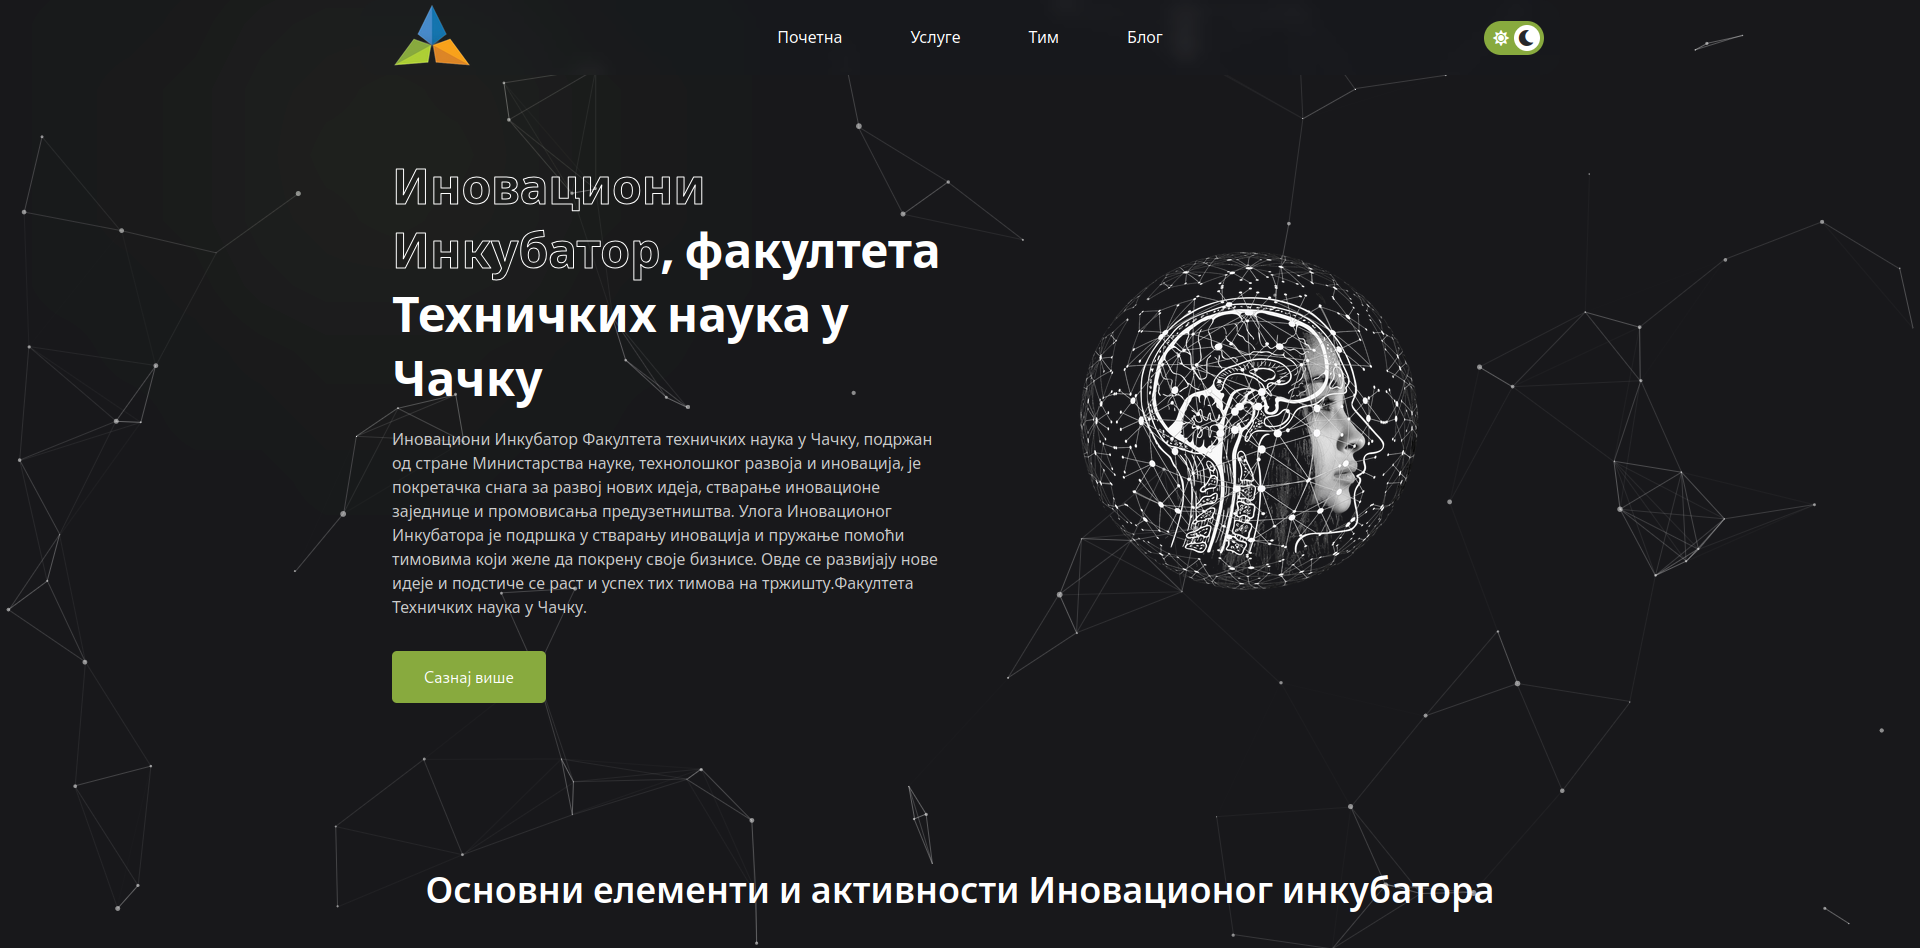 Почетна
Услуге
Тим
Блог
Иновациони
Инкубатор, факултета
Техничких наука у
Чачку
Иновациони Инкубатор Факултета техничких наука у Чачку, подржан
од стране Министарства науке, технолошког развоја и иновација, је
покретачка снага за развој нових идеја, стварање иновационе
заједнице и промовисања предузетништва. Улога Иновационог
Инкубатора је подршка у стварању иновација и пружање помоћи
тимовима који желе да покрену своје бизнисе. Овде се развијају нове
идеје и подстиче се раст и успех тих тимова на тржишту.Факултета
Техничких наука у Чачку.
Сазнај више
Основни елементи и активности Иновационог инкубатора